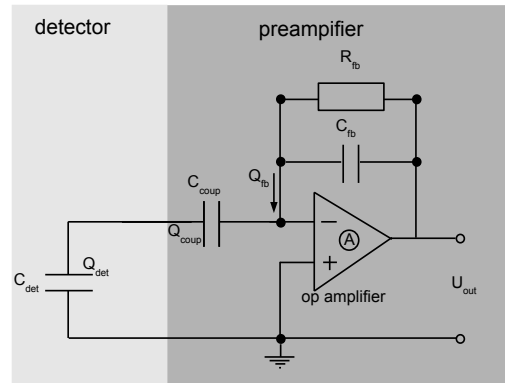 detector
preampifier
R_fb
C_fb
Q_fb
C_coup
Q_coup
Q_det
C_det
A
op amplifier
U_out